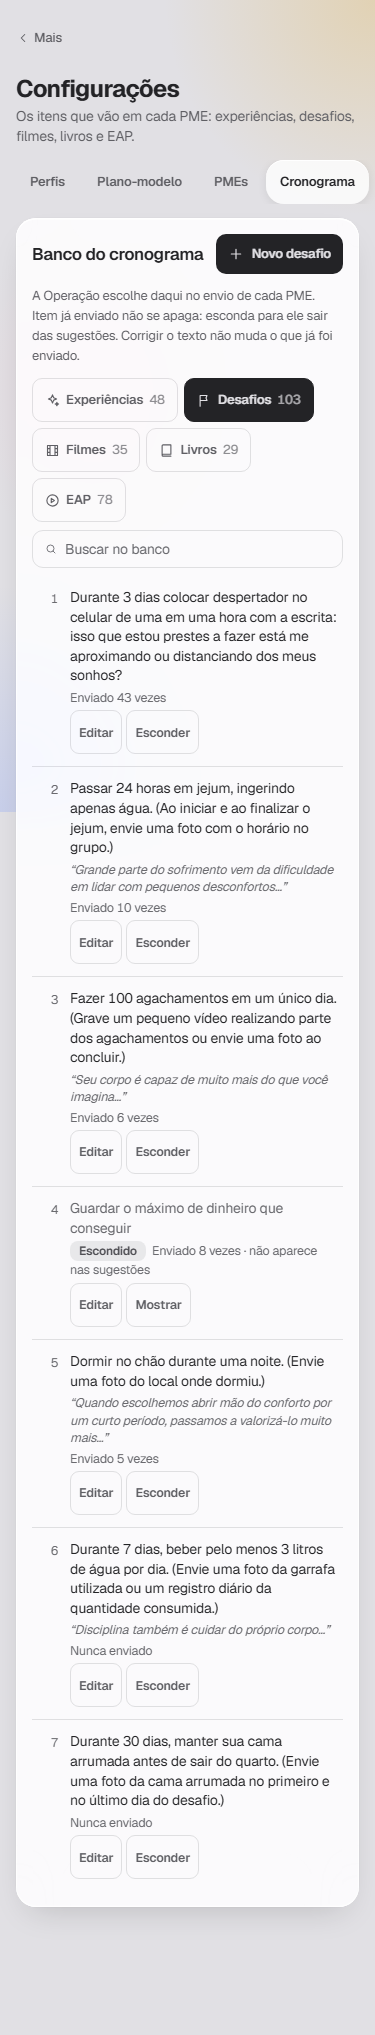 Mais
Configurações
Os itens que vão em cada PME: experiências, desafios,
filmes, livros e EAP.
Perfis Plano-modelo PMEs Cronograma
Banco do cronograma
Novo desafio
A Operação escolhe daqui no envio de cada PME.
Item já enviado não se apaga: esconda para ele sair
das sugestões. Corrigir o texto não muda o que já foi
enviado.
Experiências 48 Desafios 103
Filmes 35 Livros 29
EAP 78
Buscar no banco
1 Durante 3 dias colocar despertador no
celular de uma em uma hora com a escrita:
isso que estou prestes a fazer está me
aproximando ou distanciando dos meus
sonhos?
Enviado 43 vezes
Editar Esconder
2 Passar 24 horas em jejum, ingerindo
apenas água. (Ao iniciar e ao finalizar o
jejum, envie uma foto com o horário no
grupo.)
“Grande parte do sofrimento vem da dificuldade
em lidar com pequenos desconfortos...”
Enviado 10 vezes
Editar Esconder
3 Fazer 100 agachamentos em um único dia.
(Grave um pequeno vídeo realizando parte
dos agachamentos ou envie uma foto ao
concluir.)
“Seu corpo é capaz de muito mais do que você
imagina...”
Enviado 6 vezes
Editar Esconder
4 Guardar o máximo de dinheiro que
conseguir
Escondido Enviado 8 vezes · não aparece
nas sugestões
Editar Mostrar
5 Dormir no chão durante uma noite. (Envie
uma foto do local onde dormiu.)
“Quando escolhemos abrir mão do conforto por
um curto período, passamos a valorizá-lo muito
mais...”
Enviado 5 vezes
Editar Esconder
6 Durante 7 dias, beber pelo menos 3 litros
de água por dia. (Envie uma foto da garrafa
utilizada ou um registro diário da
quantidade consumida.)
“Disciplina também é cuidar do próprio corpo...”
Nunca enviado
Editar Esconder
7 Durante 30 dias, manter sua cama
arrumada antes de sair do quarto. (Envie
uma foto da cama arrumada no primeiro e
no último dia do desafio.)
Nunca enviado
Editar Esconder